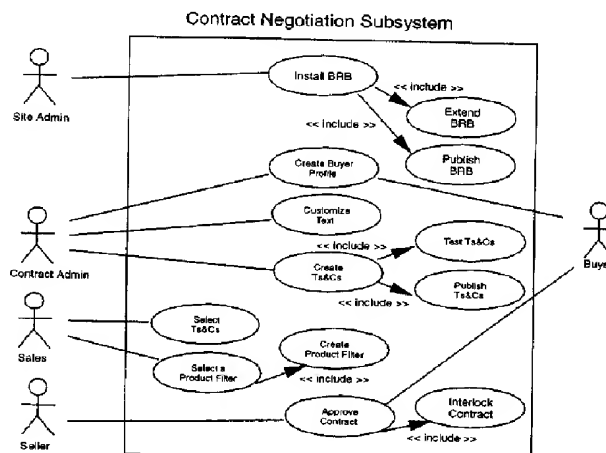 Contract Negotiation Subsystem
Install BRB
<< include >>
Site Admin
Extend
BRB
<< include >>
Publish
BRB
Create Buyer
Profile
Customize
Text
<< include >>
Test Ts&Cs
Contract Admin
Create
Ts&Cs
Buyer
Publish
Ts&Cs
<< include >>
Select
Ts&Cs
Create
Product Filter
Sales
Select a
Product Filter
<< include >>
Interlock
Contract
Approve
Contract
Seller
<< include >>